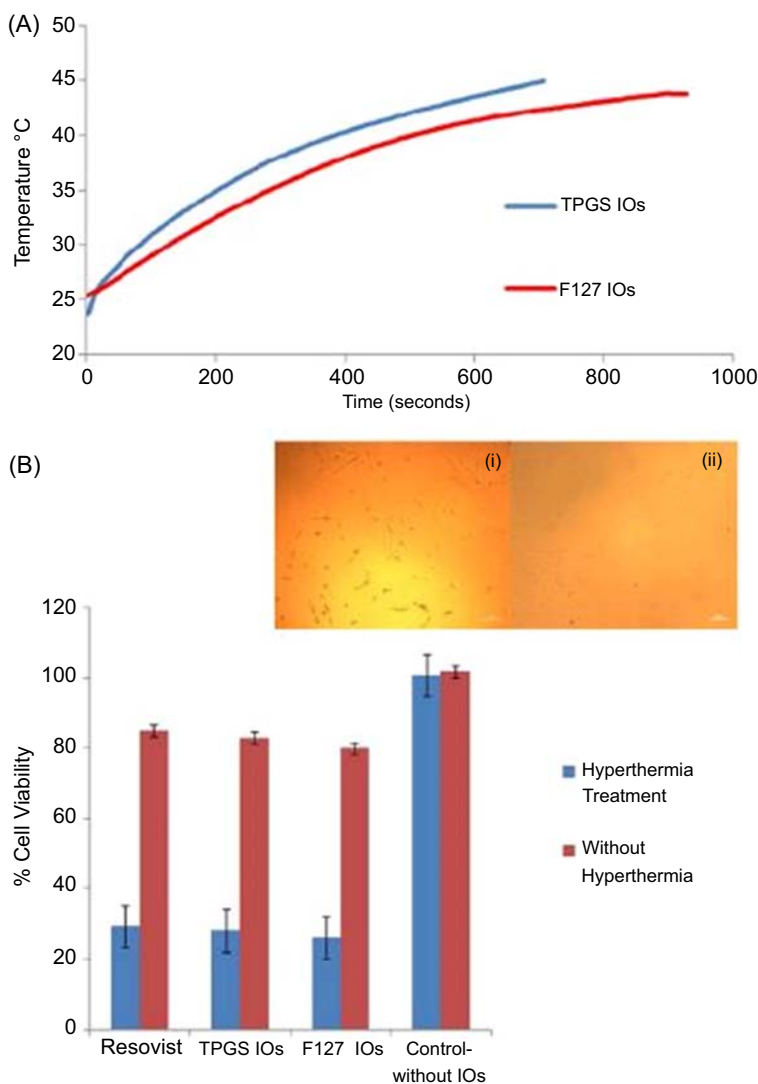 (A)
50
45
40
35
30
25
20
Temperature °C
TPGS IOs
F127 IOs
0 200 400 600 800 1000
Time (seconds)
(B)
(i) (ii)
120
100
80
60
40
20
0
% Cell Viability
Hyperthermia
Treatment
Without
Hyperthermia
Resovist TPGS IOs F127 IOs Control-
without IOs